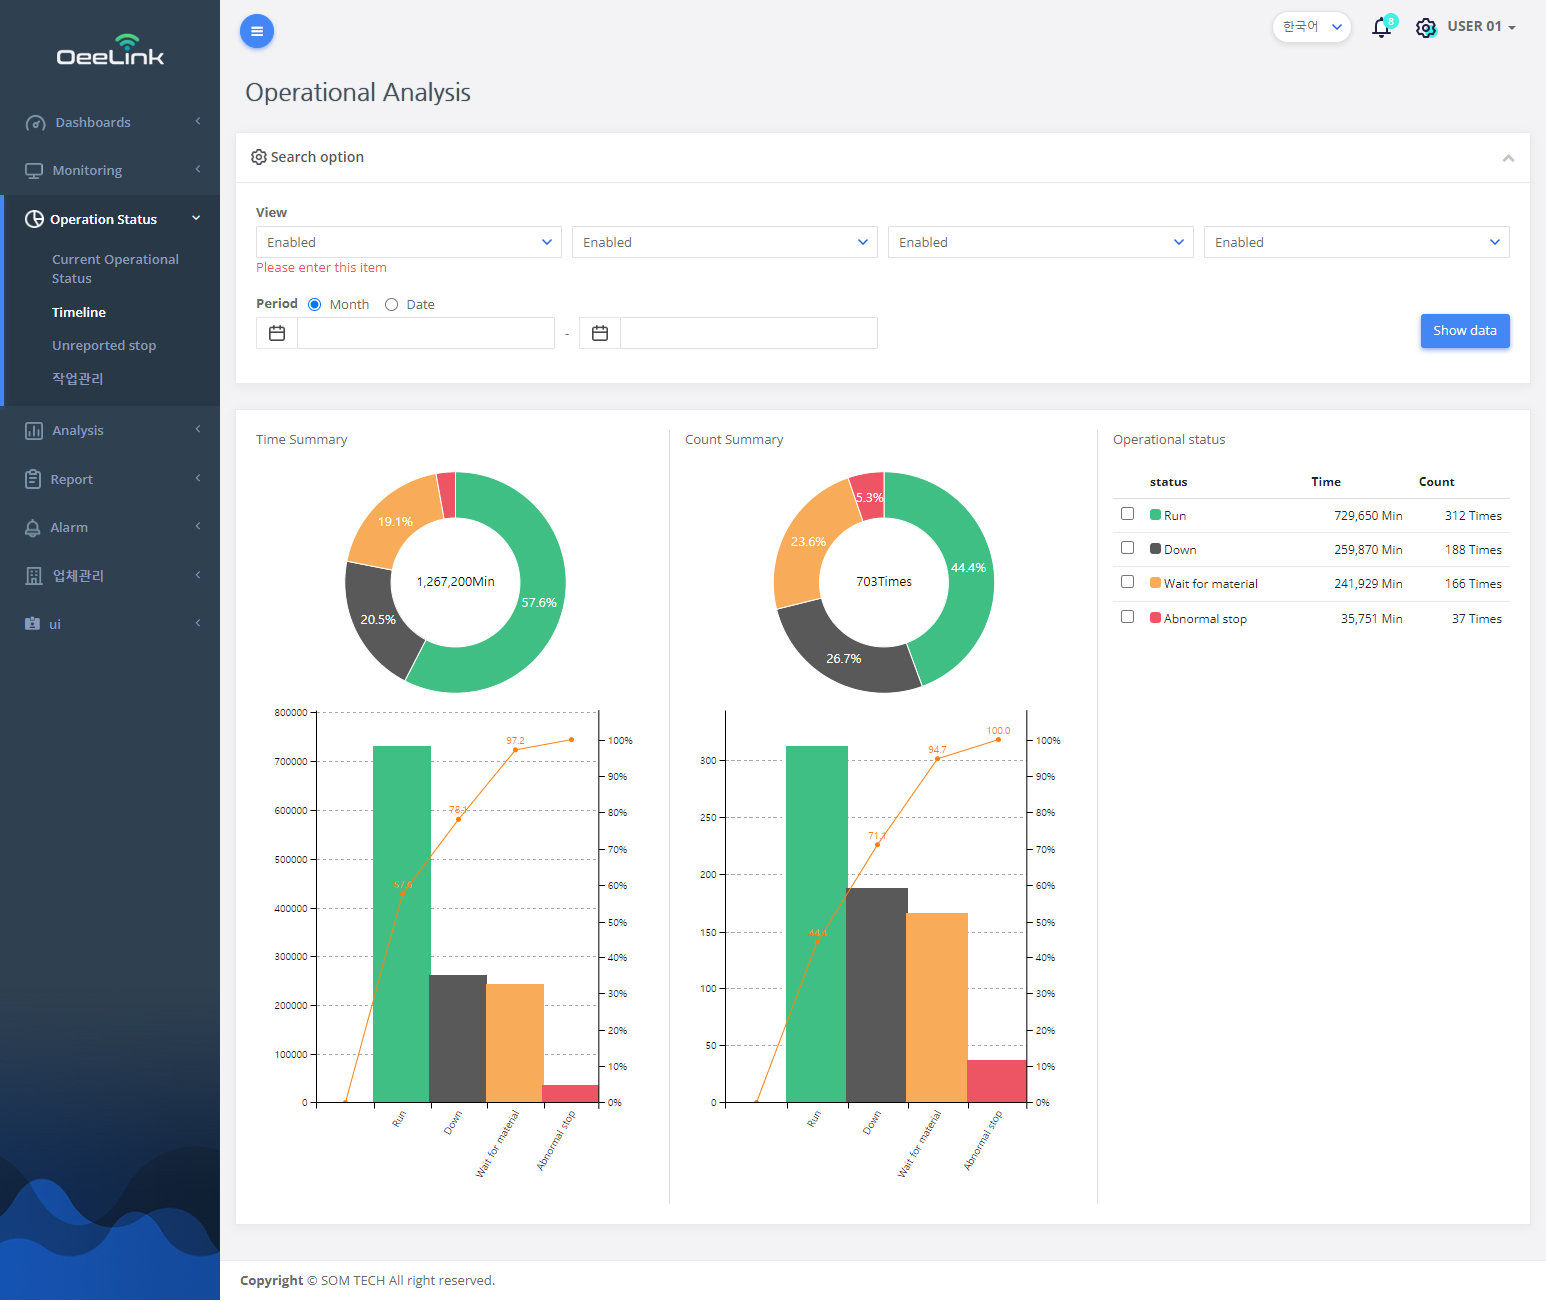 OeeLink
한국어
8
USER 01
Dashboards
Monitoring
Operation Status
Current Operational
Status
Timeline
Unreported stop
작업관리
Analysis
Report
Alarm
업체관리
ui
Operational Analysis
Search option
View
Enabled
Enabled
Enabled
Enabled
Please enter this item
Period
Month
Date
-
Show data
Time Summary
19.1%
20.5%
57.6%
1,267,200Min
800000
700000
600000
500000
400000
300000
200000
100000
0
57.6
78.1
97.2
100%
90%
80%
70%
60%
50%
40%
30%
20%
10%
0%
Run
Down
Wait for material
Abnormal stop
Count Summary
5.3%
23.6%
44.4%
26.7%
703Times
300
250
200
150
100
50
0
44.4
71.1
94.7
100.0
100%
90%
80%
70%
60%
50%
40%
30%
20%
10%
0%
Run
Down
Wait for material
Abnormal stop
Operational status
status Time Count
Run 729,650 Min 312 Times
Down 259,870 Min 188 Times
Wait for material 241,929 Min 166 Times
Abnormal stop 35,751 Min 37 Times
Copyright © SOM TECH All right reserved.